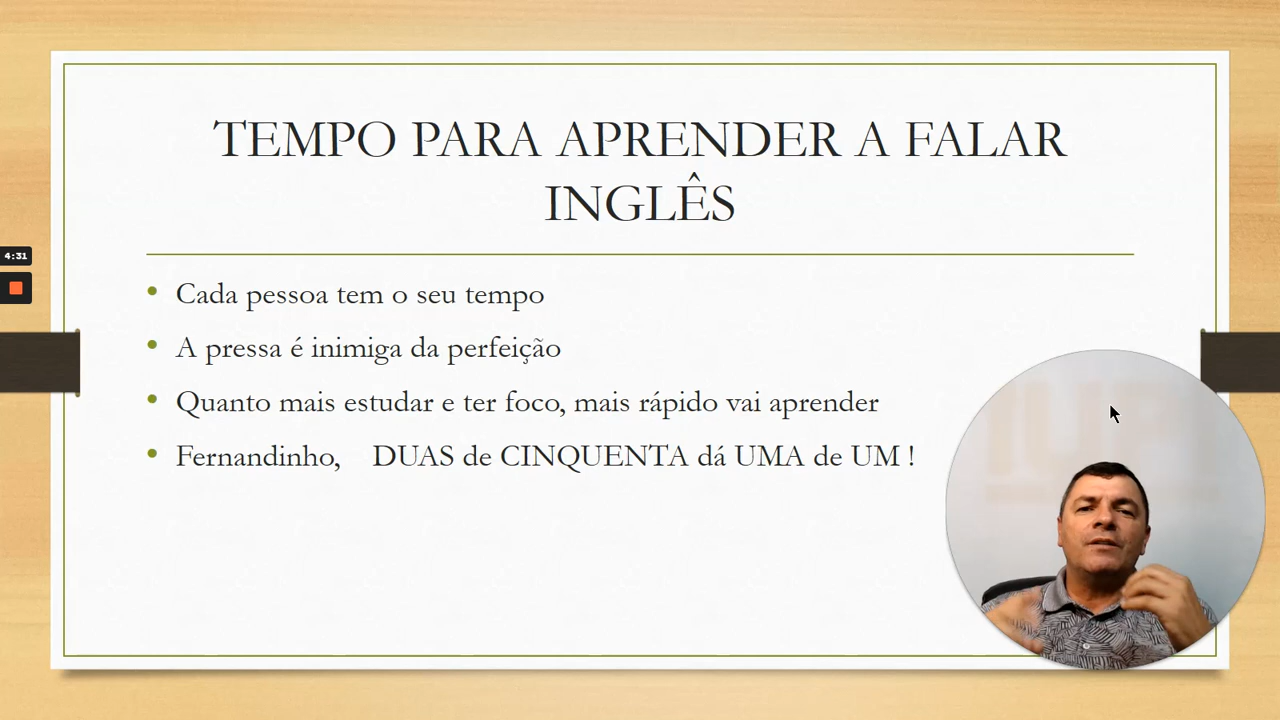 TEMPO PARA APRENDER A FALAR
INGLÊS
4:31
Cada pessoa tem o seu tempo
A pressa é inimiga da perfeição
Quanto mais estudar e ter foco, mais rápido vai aprender
Fernandinho, DUAS de CINQUENTA dá UMA de UM !